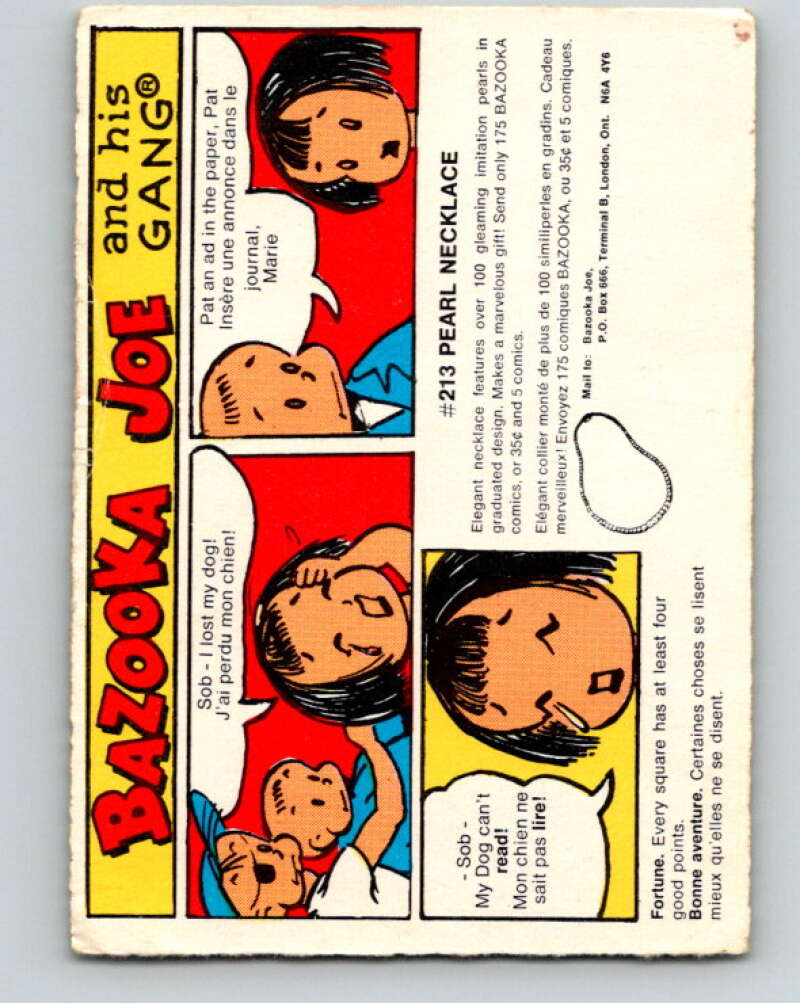 BAZOOKA JOE and his
GANG®
Sob - I lost my dog!
J'ai perdu mon chien!
Pat an ad in the paper, Pat
Insère une annonce dans le
journal,
Marie
- Sob -
My Dog can't
read!
Mon chien ne
sait pas lire!
#213 PEARL NECKLACE
Elegant necklace features over 100 gleaming imitation pearls in
graduated design. Makes a marvelous gift! Send only 175 BAZOOKA
comics, or 35¢ and 5 comics.
Elégant collier monté de plus de 100 similiperles en gradins. Cadeau
merveilleux! Envoyez 175 comiques BAZOOKA, ou 35¢ et 5 comiques.
Mail to: Bazooka Joe,
P.O. Box 666, Terminal B, London, Ont. N6A 4Y6
Fortune. Every square has at least four
good points.
Bonne aventure. Certaines choses se lisent
mieux qu'elles ne se disent.